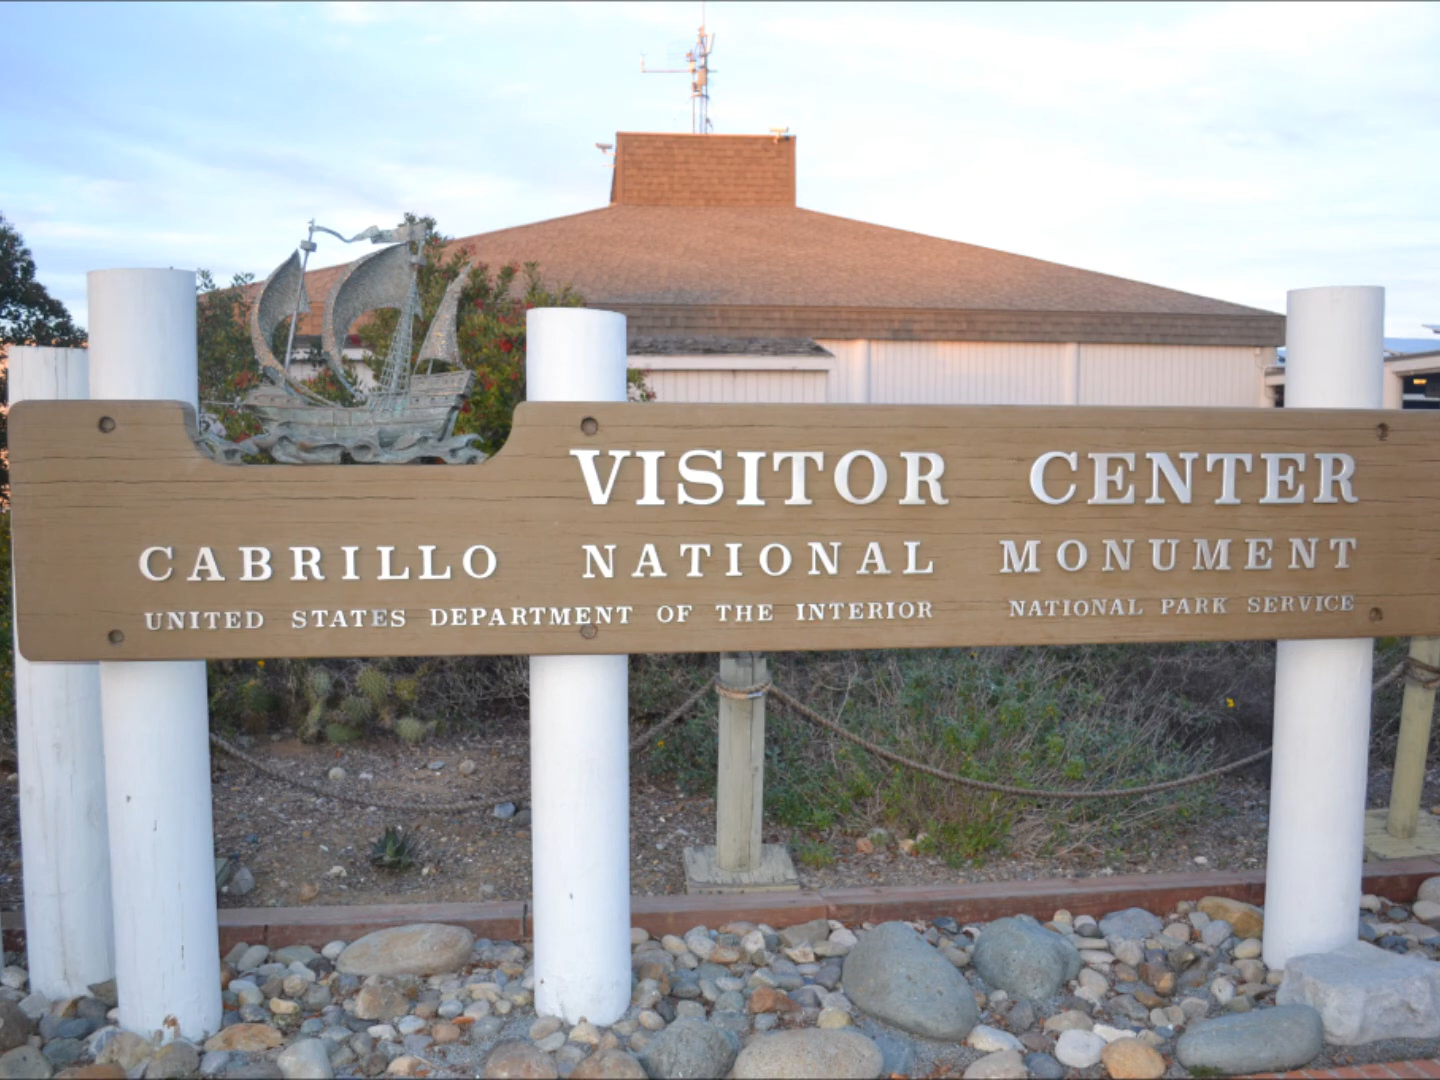 VISITOR CENTER
CABRILLO NATIONAL MONUMENT
UNITED STATES DEPARTMENT OF THE INTERIOR NATIONAL PARK SERVICE